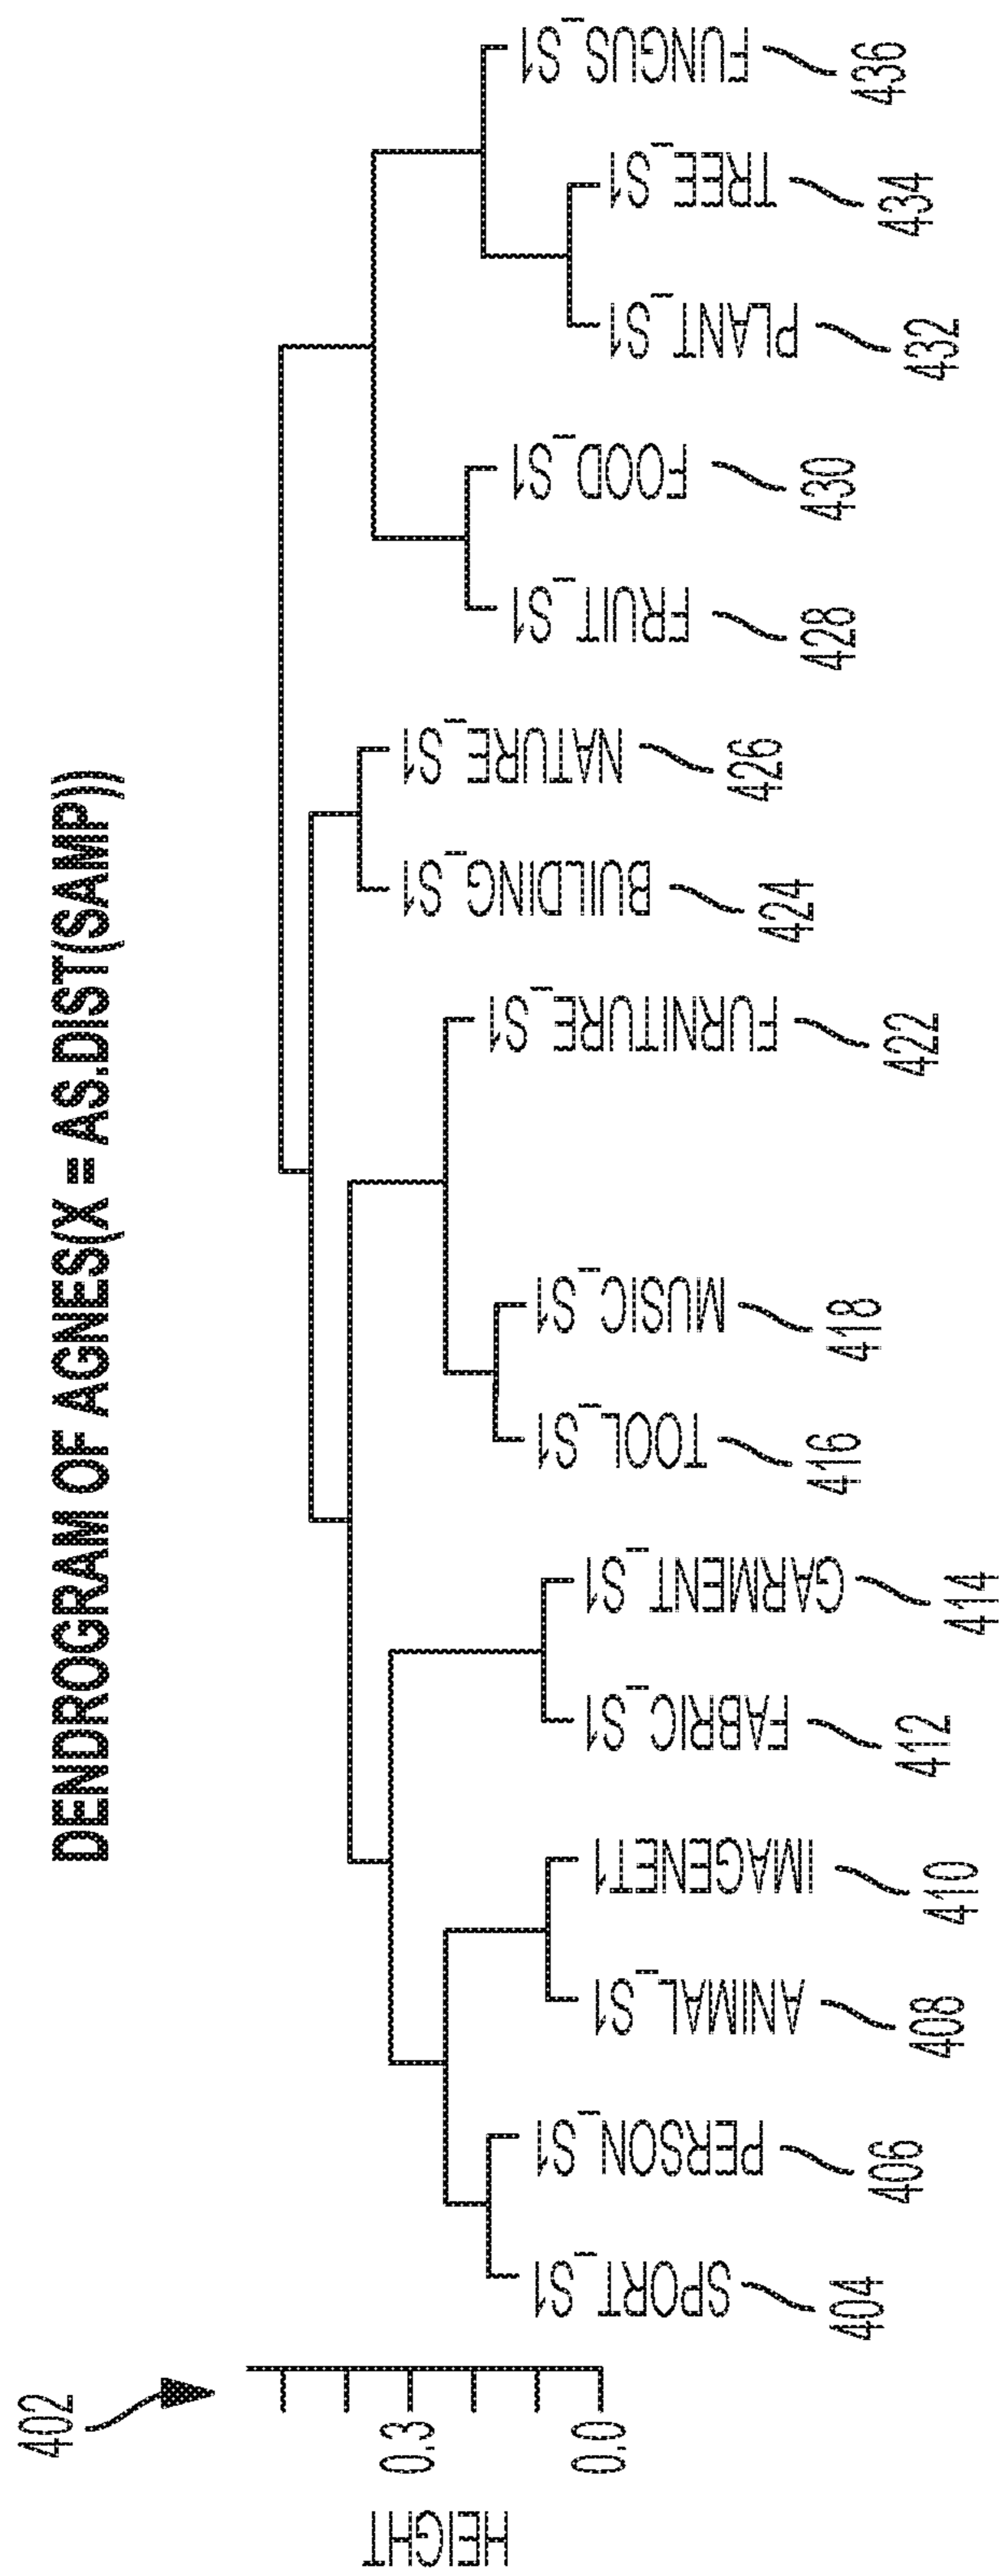 DENDROGRAM OF AGNES(X = AS.DIST(SAMP))
402
HEIGHT
0.3
0.0
SPORT_S1
404
PERSON_S1
406
ANIMAL_S1
408
IMAGENET1
410
FABRIC_S1
412
GARMENT_S1
414
TOOL_S1
416
MUSIC_S1
418
FURNITURE_S1
422
BUILDING_S1
424
NATURE_S1
426
FRUIT_S1
428
FOOD_S1
430
PLANT_S1
432
TREE_S1
434
FUNGUS_S1
436